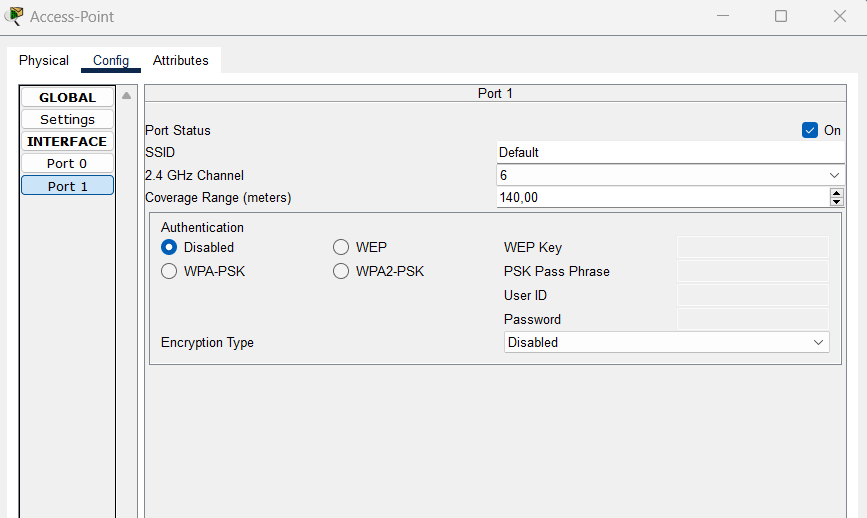 Access-Point
Physical Config Attributes
GLOBAL
Settings
INTERFACE
Port 0
Port 1
Port 1
Port Status On
SSID Default
2.4 GHz Channel 6
Coverage Range (meters) 140,00
Authentication
Disabled WEP WEP Key
WPA-PSK WPA2-PSK PSK Pass Phrase
User ID
Password
Encryption Type Disabled